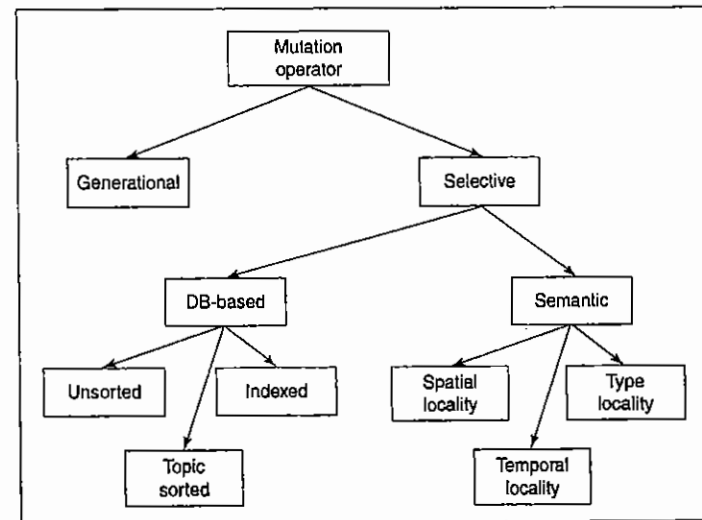 Mutation
operator
Generational
Selective
DB-based
Semantic
Unsorted
Indexed
Spatial
locality
Type
locality
Topic
sorted
Temporal
locality